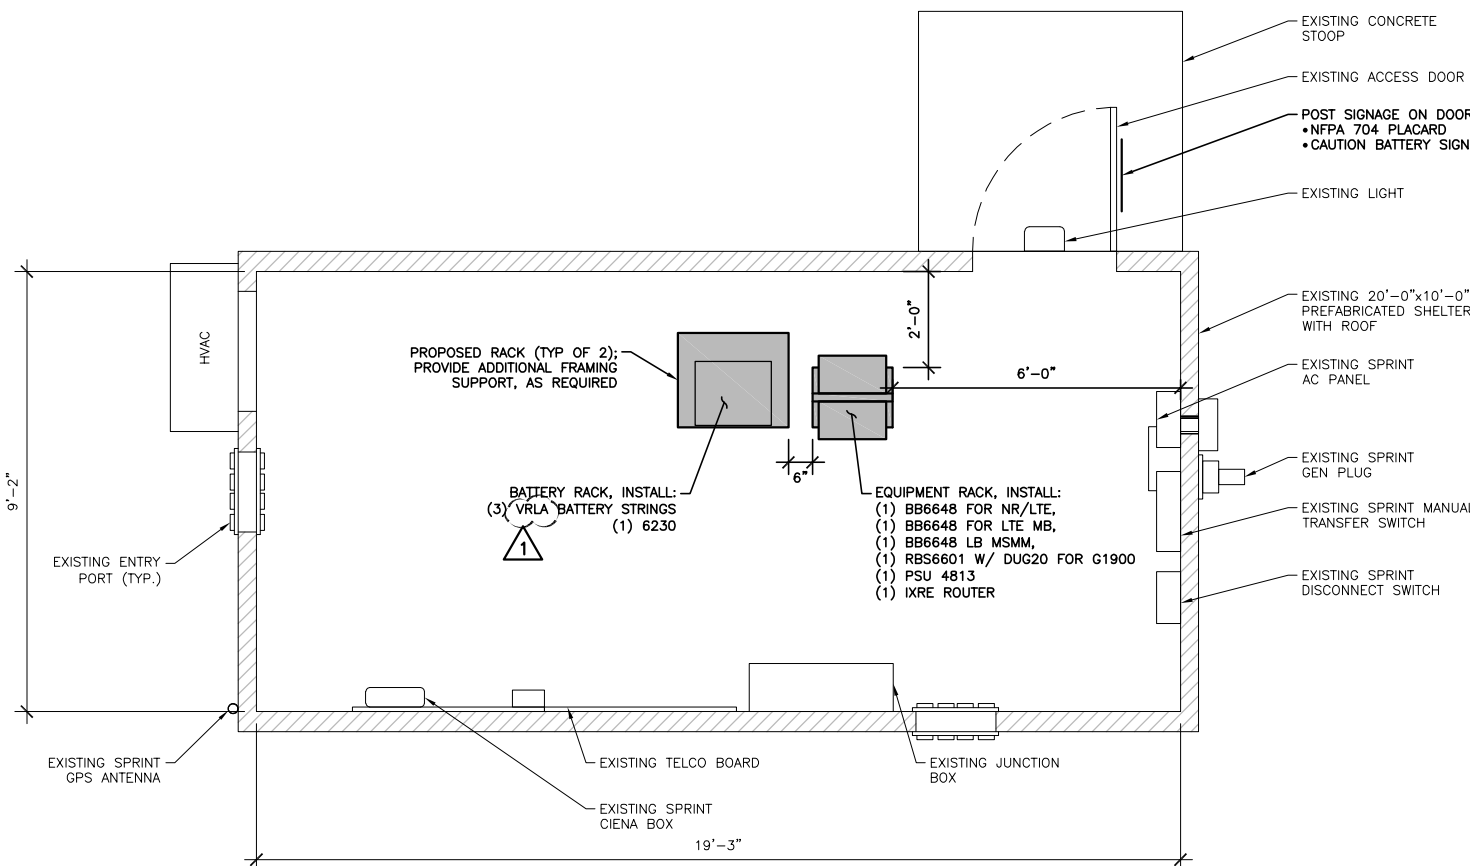 EXISTING CONCRETE
STOOP
EXISTING ACCESS DOOR
POST SIGNAGE ON DOOR
•NFPA 704 PLACARD
•CAUTION BATTERY SIGN
EXISTING LIGHT
EXISTING 20'-0"x10'-0"
PREFABRICATED SHELTER
WITH ROOF
EXISTING SPRINT
AC PANEL
EXISTING SPRINT
GEN PLUG
EXISTING SPRINT MANUAL
TRANSFER SWITCH
EXISTING SPRINT
DISCONNECT SWITCH
HVAC
9'-2"
2'-0"
6'-0"
6"
PROPOSED RACK (TYP OF 2);
PROVIDE ADDITIONAL FRAMING
SUPPORT, AS REQUIRED
BATTERY RACK, INSTALL:
(3) VRLA BATTERY STRINGS
(1) 6230
1
EQUIPMENT RACK, INSTALL:
(1) BB6648 FOR NR/LTE,
(1) BB6648 FOR LTE MB,
(1) BB6648 LB MSMM,
(1) RBS6601 W/ DUG20 FOR G1900
(1) PSU 4813
(1) IXRE ROUTER
EXISTING ENTRY
PORT (TYP.)
EXISTING SPRINT
GPS ANTENNA
EXISTING TELCO BOARD
EXISTING SPRINT
CIENA BOX
EXISTING JUNCTION
BOX
19'-3"